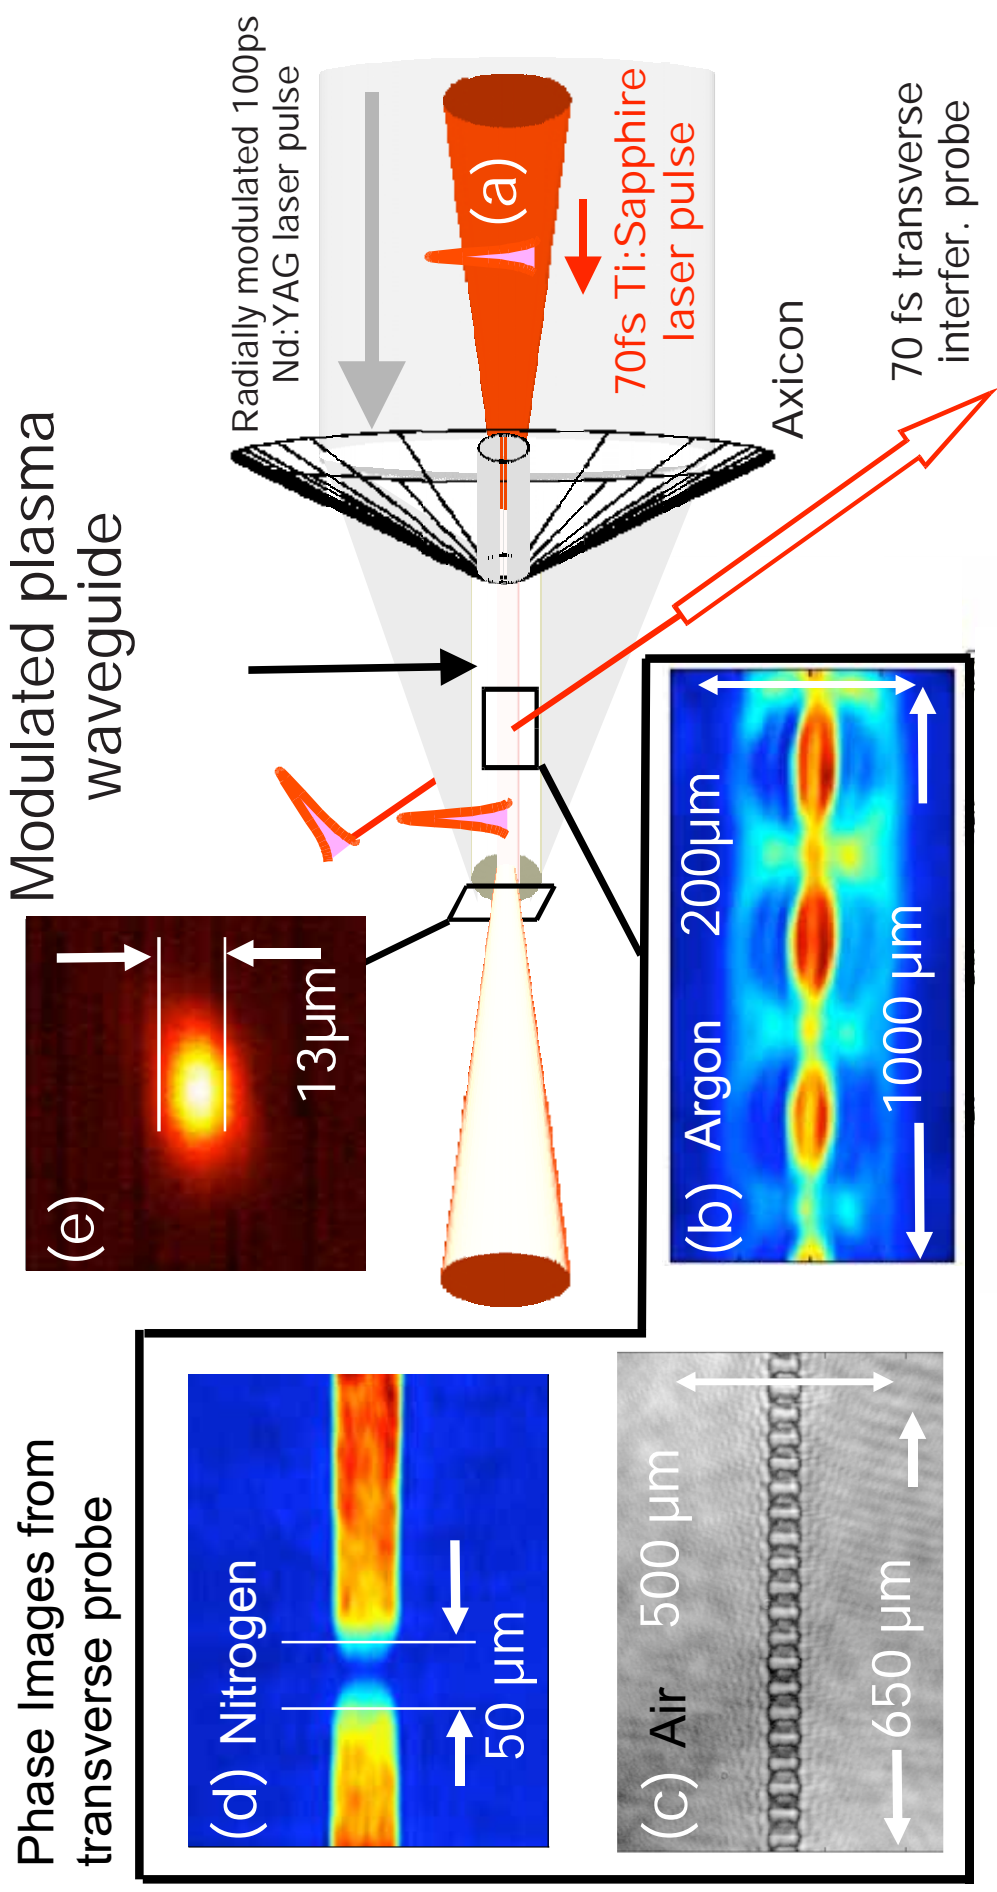 Phase Images from
transverse probe
Modulated plasma
waveguide
Radially modulated 100ps
Nd:YAG laser pulse
(a)
70fs Ti:Sapphire
laser pulse
Axicon
70 fs transverse
interfer. probe
(e)
13µm
(d) Nitrogen
50 µm
(b) Argon 200µm
1000 µm
(c) Air 500 µm
650 µm